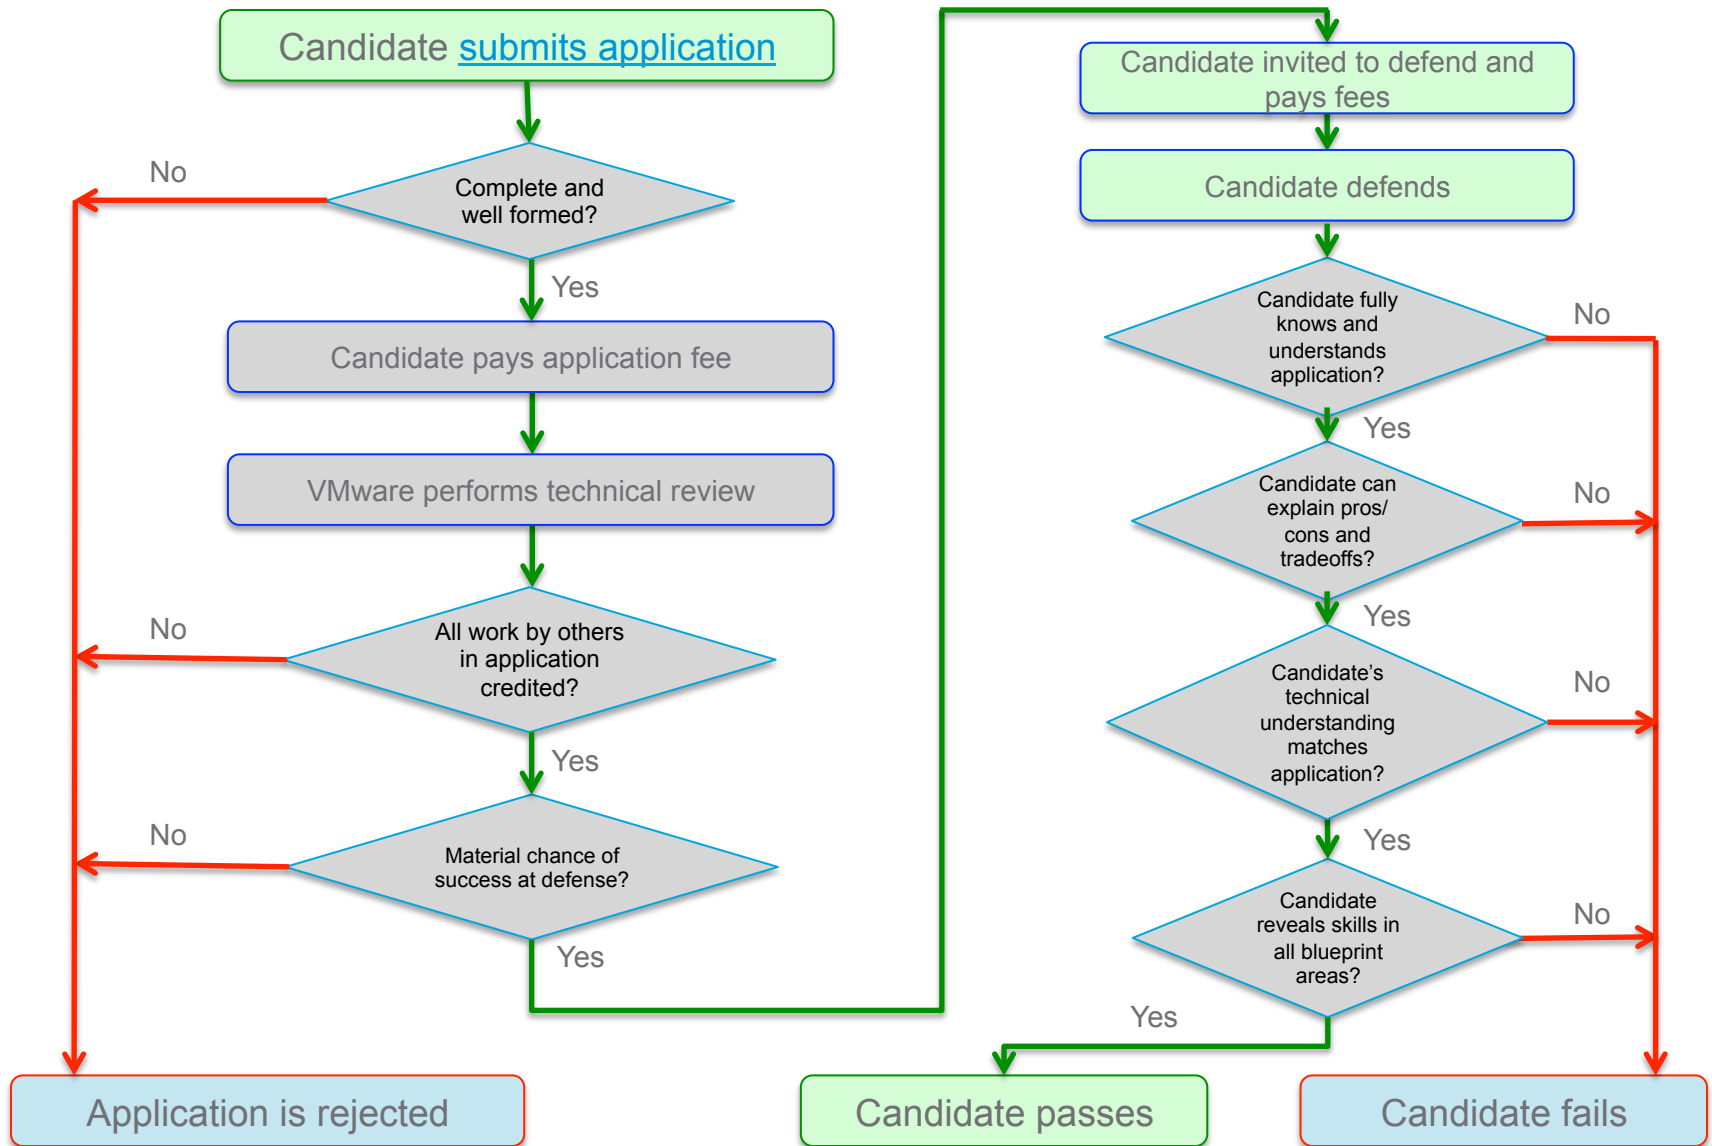 Candidate submits application
No
Complete and
well formed?
Yes
Candidate pays application fee
VMware performs technical review
No
All work by others
in application
credited?
Yes
No
Material chance of
success at defense?
Yes
Application is rejected
Candidate invited to defend and
pays fees
Candidate defends
Candidate fully
knows and
understands
application?
No
Yes
Candidate can
explain pros/
cons and
tradeoffs?
No
Yes
Candidate's
technical
understanding
matches
application?
No
Yes
Candidate
reveals skills in
all blueprint
areas?
No
Yes
Candidate passes
Candidate fails